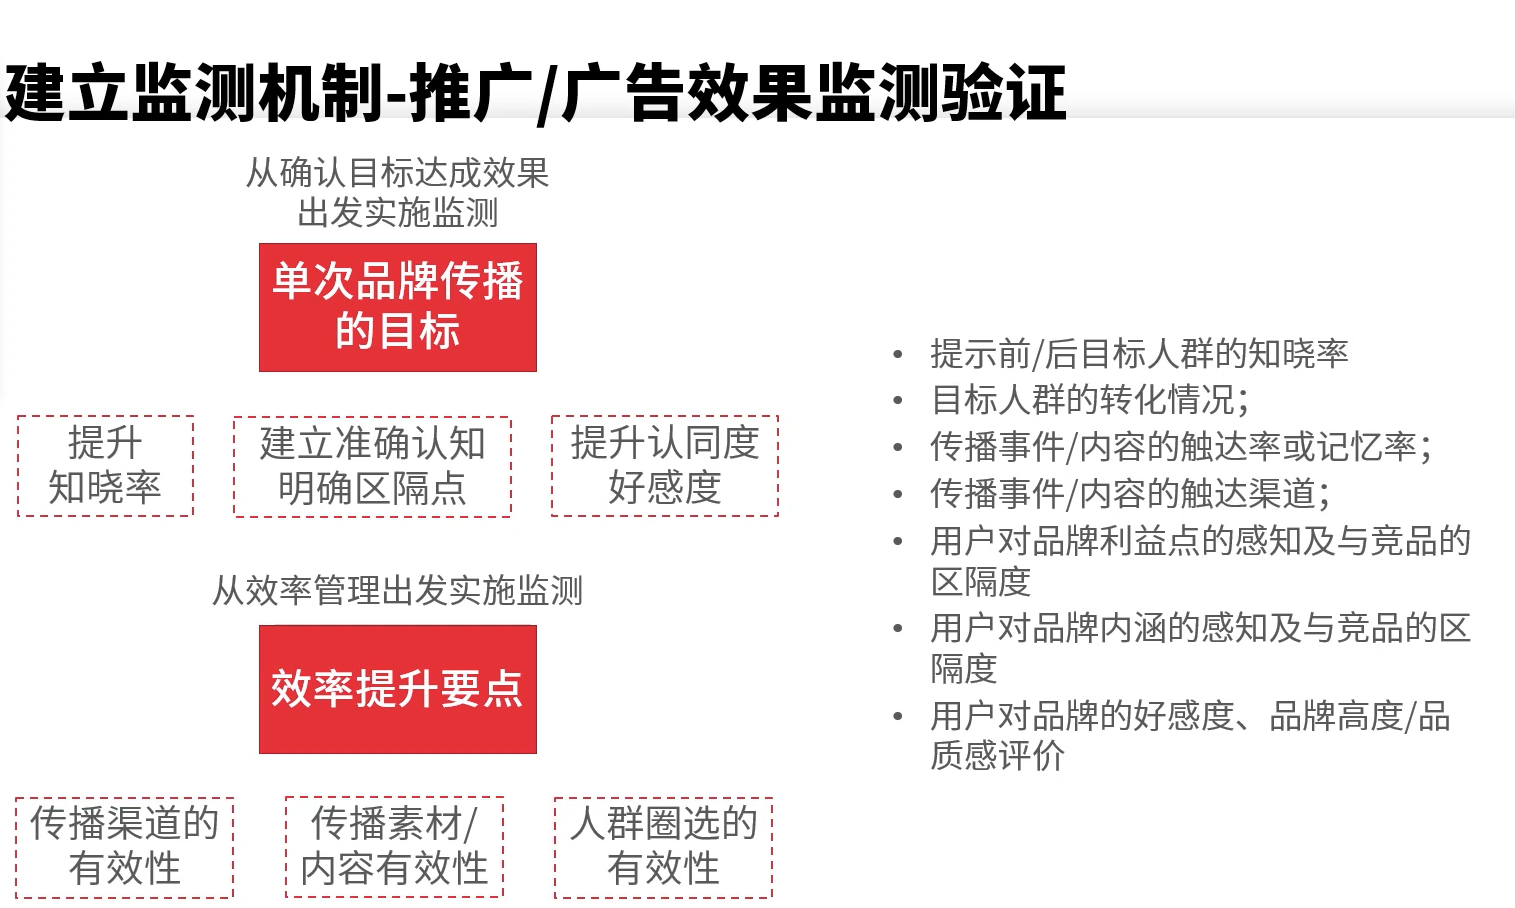 建立监测机制-推广/广告效果监测验证
从确认目标达成效果
出发实施监测
单次品牌传播
的目标
提升
知晓率
建立准确认知
明确区隔点
提升认同度
好感度
从效率管理出发实施监测
效率提升要点
传播渠道的
有效性
传播素材/
内容有效性
人群圈选的
有效性
• 提示前/后目标人群的知晓率
• 目标人群的转化情况；
• 传播事件/内容的触达率或记忆率；
• 传播事件/内容的触达渠道；
• 用户对品牌利益点的感知及与竞品的
区隔度
• 用户对品牌内涵的感知及与竞品的区
隔度
• 用户对品牌的好感度、品牌高度/品
质感评价